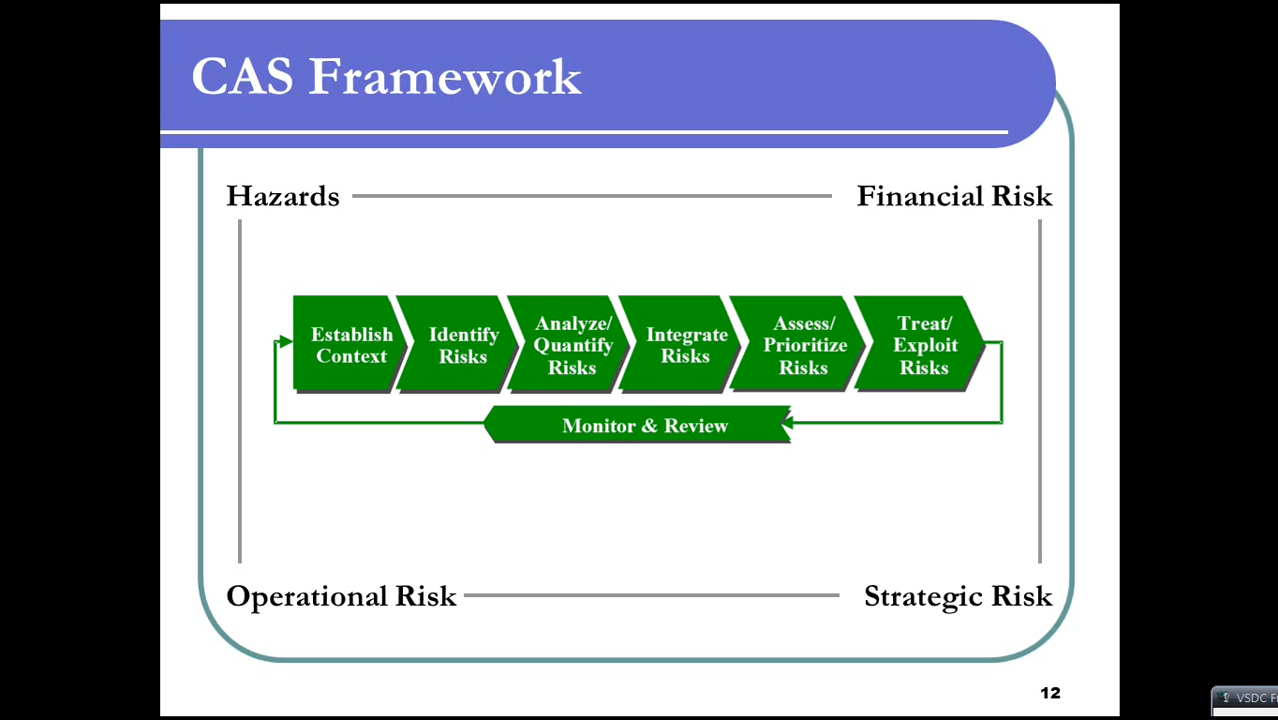 CAS Framework
Hazards
Financial Risk
Establish
Context
Identify
Risks
Analyze/
Quantify
Risks
Integrate
Risks
Assess/
Prioritize
Risks
Treat/
Exploit
Risks
Monitor & Review
Operational Risk
Strategic Risk
12
VSDC